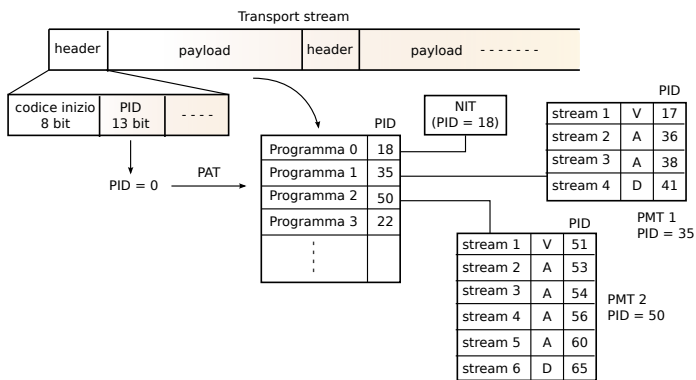 Transport stream
header payload header payload - - - - - - -
codice inizio
8 bit
PID
13 bit
- - - -
PID = 0
PAT
PID
Programma 0 18
Programma 1 35
Programma 2 50
Programma 3 22
NIT
(PID = 18)
PID
stream 1 V 17
stream 2 A 36
stream 3 A 38
stream 4 D 41
PMT 1
PID = 35
PID
stream 1 V 51
stream 2 A 53
stream 3 A 54
stream 4 A 56
stream 5 A 60
stream 6 D 65
PMT 2
PID = 50